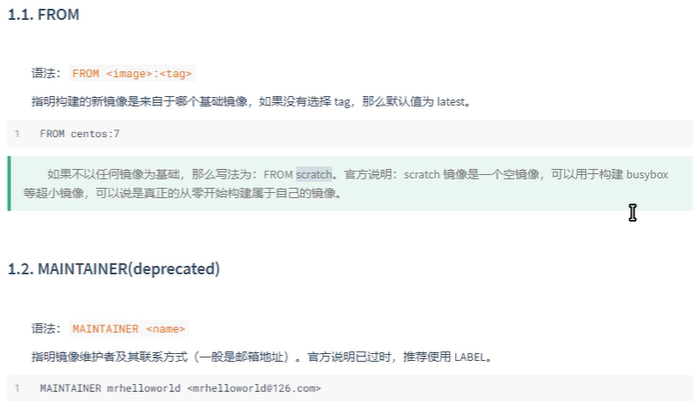 1.1. FROM
语法： FROM <image>:<tag>
指明构建的新镜像是来自于哪个基础镜像，如果没有选择 tag，那么默认值为 latest。
1 FROM centos:7
如果不以任何镜像为基础，那么写法为：FROM scratch。官方说明：scratch 镜像是一个空镜像，可以用于构建 busybox
等超小镜像，可以说是真正的从零开始构建属于自己的镜像。
1.2. MAINTAINER(deprecated)
语法： MAINTAINER <name>
指明镜像维护者及其联系方式（一般是邮箱地址）。官方说明已过时，推荐使用 LABEL。
1 MAINTAINER mrhelloworld <mrhelloworld@126.com>